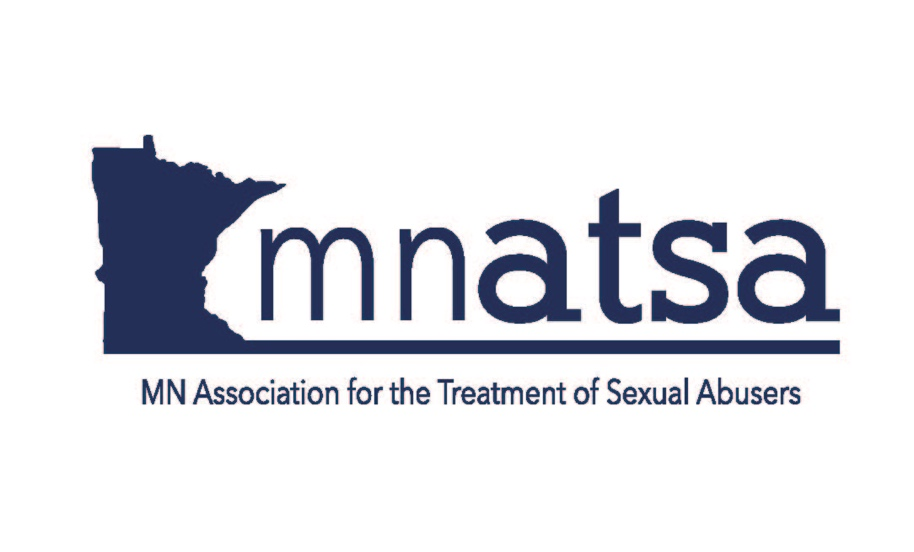 mnatsa
MN Association for the Treatment of Sexual Abusers